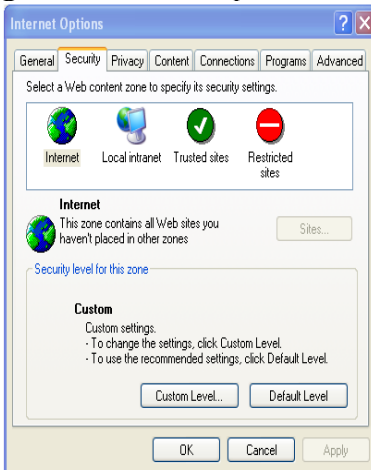 Internet Options
General Security Privacy Content Connections Programs Advanced
Select a Web content zone to specify its security settings.
Internet Local intranet Trusted sites Restricted
sites
Internet
This zone contains all Web sites you
haven't placed in other zones
Sites...
Security level for this zone
Custom
Custom settings.
- To change the settings, click Custom Level.
- To use the recommended settings, click Default Level.
Custom Level... Default Level
OK Cancel Apply